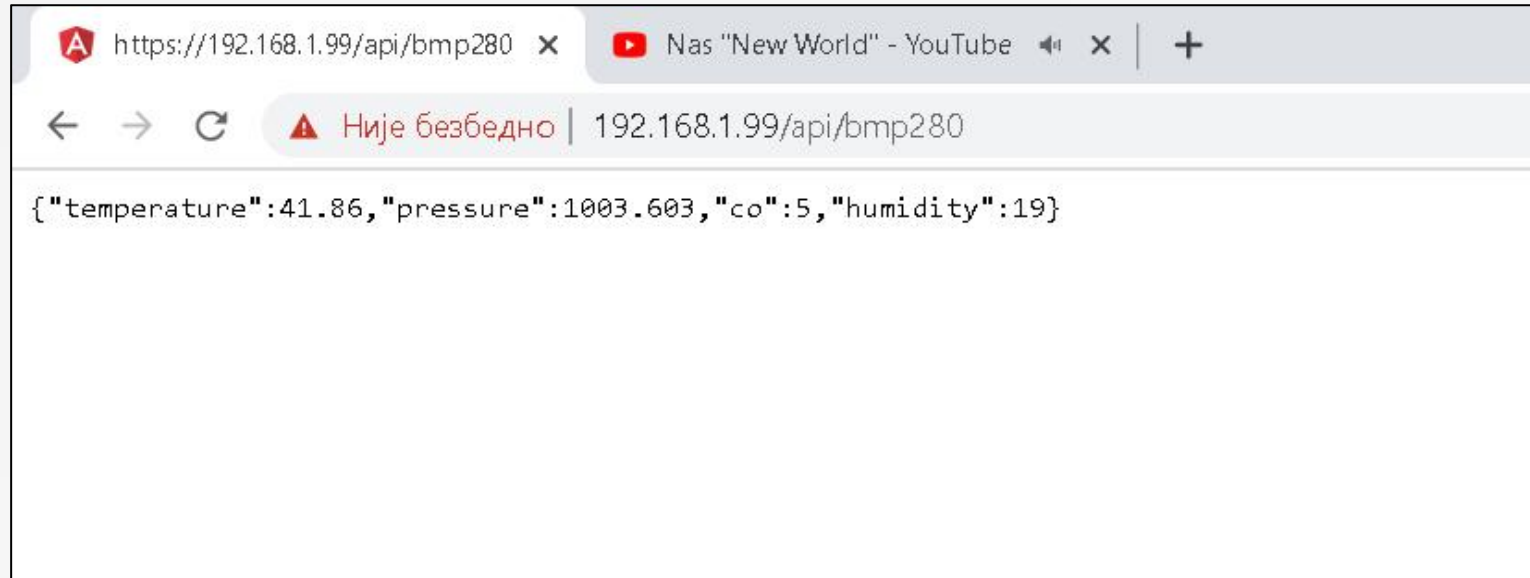 https://192.168.1.99/api/bmp280
Nas "New World" - YouTube
Није безбедно | 192.168.1.99/api/bmp280
{"temperature":41.86,"pressure":1003.603,"co":5,"humidity":19}